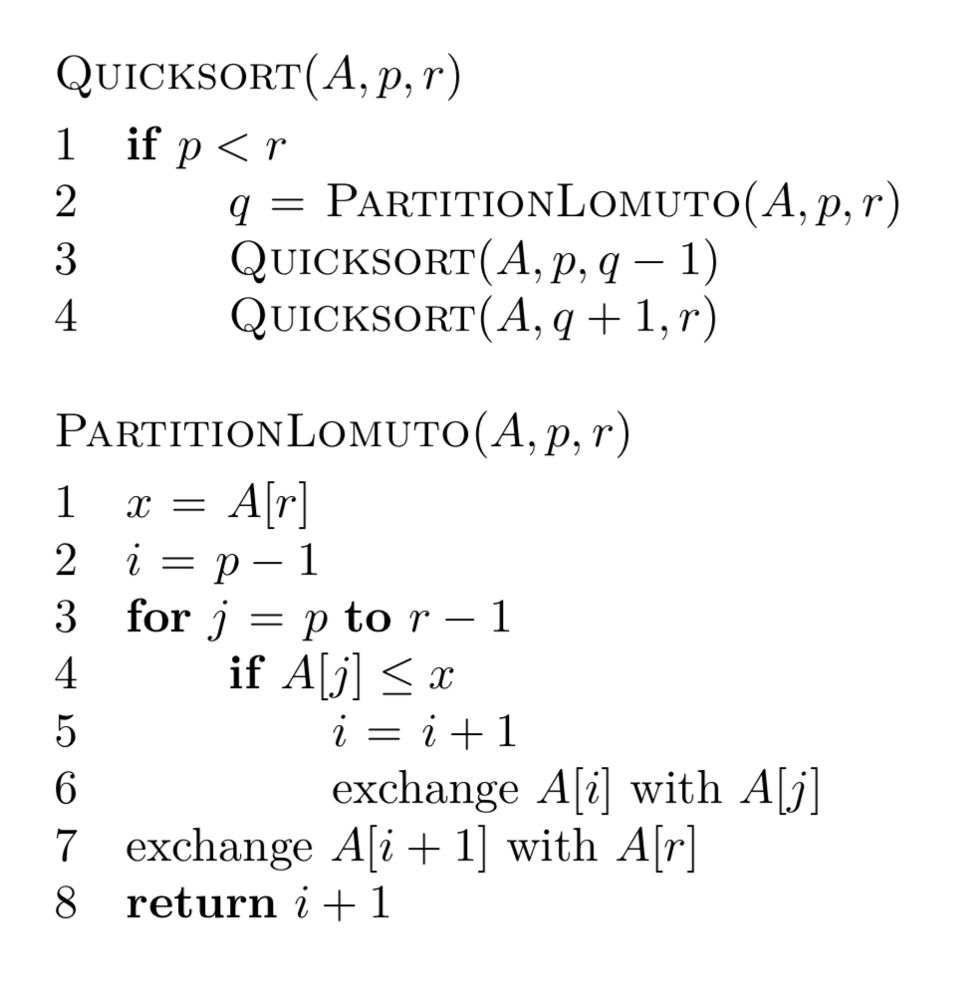 QUICKSORT(A, p, r)
1 if p < r
2 q = PARTITIONLOMUTO(A, p, r)
3 QUICKSORT(A, p, q − 1)
4 QUICKSORT(A, q + 1, r)
PARTITIONLOMUTO(A, p, r)
1 x = A[r]
2 i = p − 1
3 for j = p to r − 1
4 if A[j] ≤ x
5 i = i + 1
6 exchange A[i] with A[j]
7 exchange A[i + 1] with A[r]
8 return i + 1